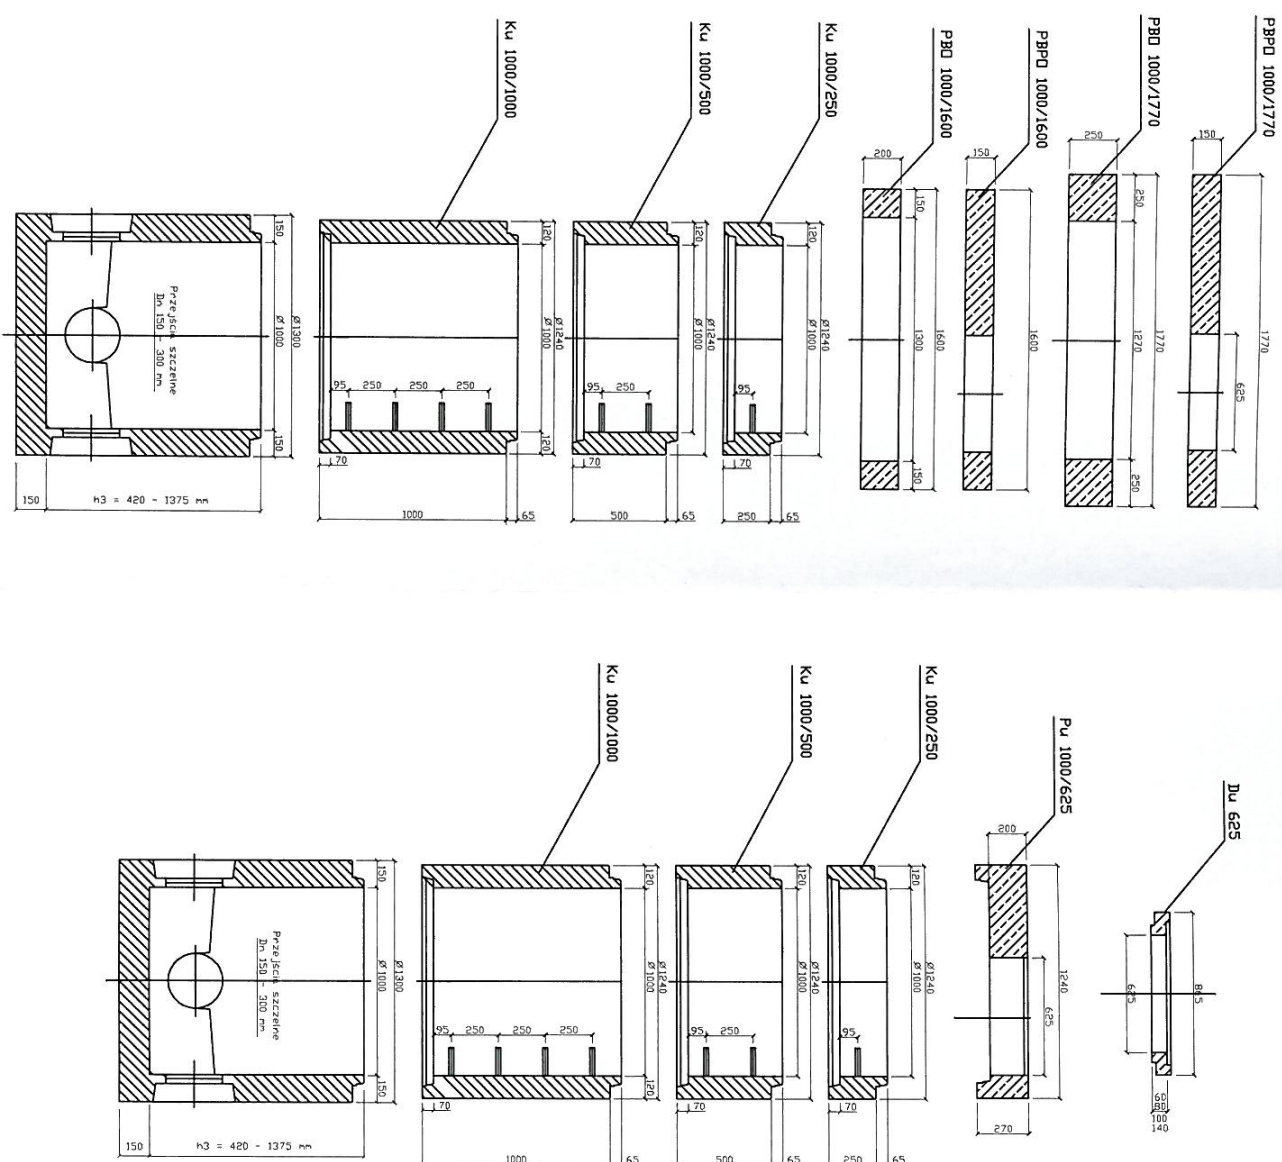 Ku 1000/1000
Ku 1000/500
Ku 1000/250
PBO 1000/1600
PBPO 1000/1600
PBO 1000/1770
PBPO 1000/1770
200
150
250
150
150
1300
150
1600
1600
250
1270
250
1770
625
1770
150
Ø1000
150
Ø1300
Przejścia szczelne
Dn 150 - 300 mm
150
h3 = 420 - 1375 mm
120
Ø1000
120
Ø1240
95
250
250
250
70
1000
65
120
Ø1000
Ø1240
95
250
70
500
65
120
Ø1000
Ø1240
95
70
250
65
Ku 1000/1000
Ku 1000/500
Ku 1000/250
Pu 1000/625
Du 625
150
Ø1000
150
Ø1300
Przejścia szczelne
Dn 150 - 300 mm
150
h3 = 420 - 1375 mm
120
Ø1000
120
Ø1240
95
250
250
250
70
1000
65
120
Ø1000
Ø1240
95
250
70
500
65
120
Ø1000
Ø1240
95
70
250
65
200
625
1240
270
625
865
60
80
100
140